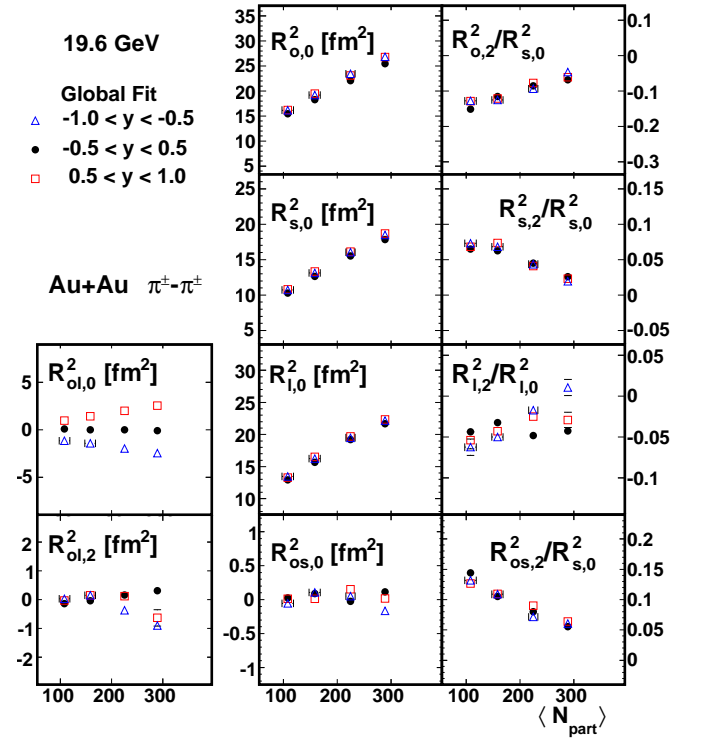 19.6 GeV
Global Fit
-1.0 < y < -0.5
-0.5 < y < 0.5
0.5 < y < 1.0
Au+Au π±-π±
R²o,0 [fm²]
35
30
25
20
15
10
5
R²o,2/R²s,0
0
-0.1
-0.2
-0.3
R²s,0 [fm²]
25
20
15
10
5
R²s,2/R²s,0
0.15
0.1
0.05
0
-0.05
R²ol,0 [fm²]
5
0
-5
R²l,0 [fm²]
30
25
20
15
10
R²l,2/R²l,0
0.05
0
-0.05
-0.1
R²ol,2 [fm²]
2
1
0
-1
-2
R²os,0 [fm²]
1
0.5
0
-0.5
-1
R²os,2/R²s,0
0.2
0.15
0.1
0.05
0
100 200 300
100 200 300
100 200 300
⟨ Npart ⟩